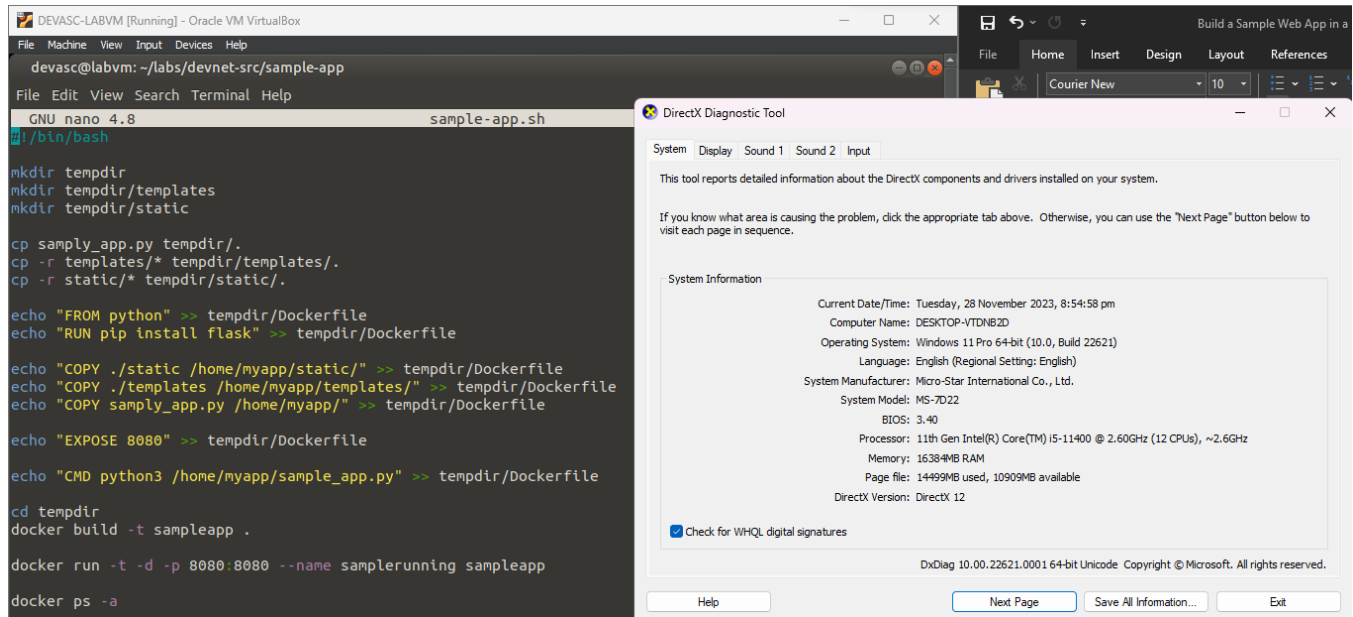 DEVASC-LABVM [Running] - Oracle VM VirtualBox
File Machine View Input Devices Help
devasc@labvm: ~/labs/devnet-src/sample-app
File Edit View Search Terminal Help
GNU nano 4.8 sample-app.sh
#!/bin/bash
mkdir tempdir
mkdir tempdir/templates
mkdir tempdir/static
cp samply_app.py tempdir/.
cp -r templates/* tempdir/templates/.
cp -r static/* tempdir/static/.
echo "FROM python" >> tempdir/Dockerfile
echo "RUN pip install flask" >> tempdir/Dockerfile
echo "COPY ./static /home/myapp/static/" >> tempdir/Dockerfile
echo "COPY ./templates /home/myapp/templates/" >> tempdir/Dockerfile
echo "COPY samply_app.py /home/myapp/" >> tempdir/Dockerfile
echo "EXPOSE 8080" >> tempdir/Dockerfile
echo "CMD python3 /home/myapp/sample_app.py" >> tempdir/Dockerfile
cd tempdir
docker build -t sampleapp .
docker run -t -d -p 8080:8080 --name samplerunning sampleapp
docker ps -a
Build a Sample Web App in a
File Home Insert Design Layout References
Courier New 10
DirectX Diagnostic Tool
System Display Sound 1 Sound 2 Input
This tool reports detailed information about the DirectX components and drivers installed on your system.
If you know what area is causing the problem, click the appropriate tab above. Otherwise, you can use the "Next Page" button below to
visit each page in sequence.
System Information
Current Date/Time: Tuesday, 28 November 2023, 8:54:58 pm
Computer Name: DESKTOP-VTDNB2D
Operating System: Windows 11 Pro 64-bit (10.0, Build 22621)
Language: English (Regional Setting: English)
System Manufacturer: Micro-Star International Co., Ltd.
System Model: MS-7D22
BIOS: 3.40
Processor: 11th Gen Intel(R) Core(TM) i5-11400 @ 2.60GHz (12 CPUs), ~2.6GHz
Memory: 16384MB RAM
Page file: 14499MB used, 10909MB available
DirectX Version: DirectX 12
Check for WHQL digital signatures
DxDiag 10.00.22621.0001 64-bit Unicode Copyright © Microsoft. All rights reserved.
Help Next Page Save All Information... Exit